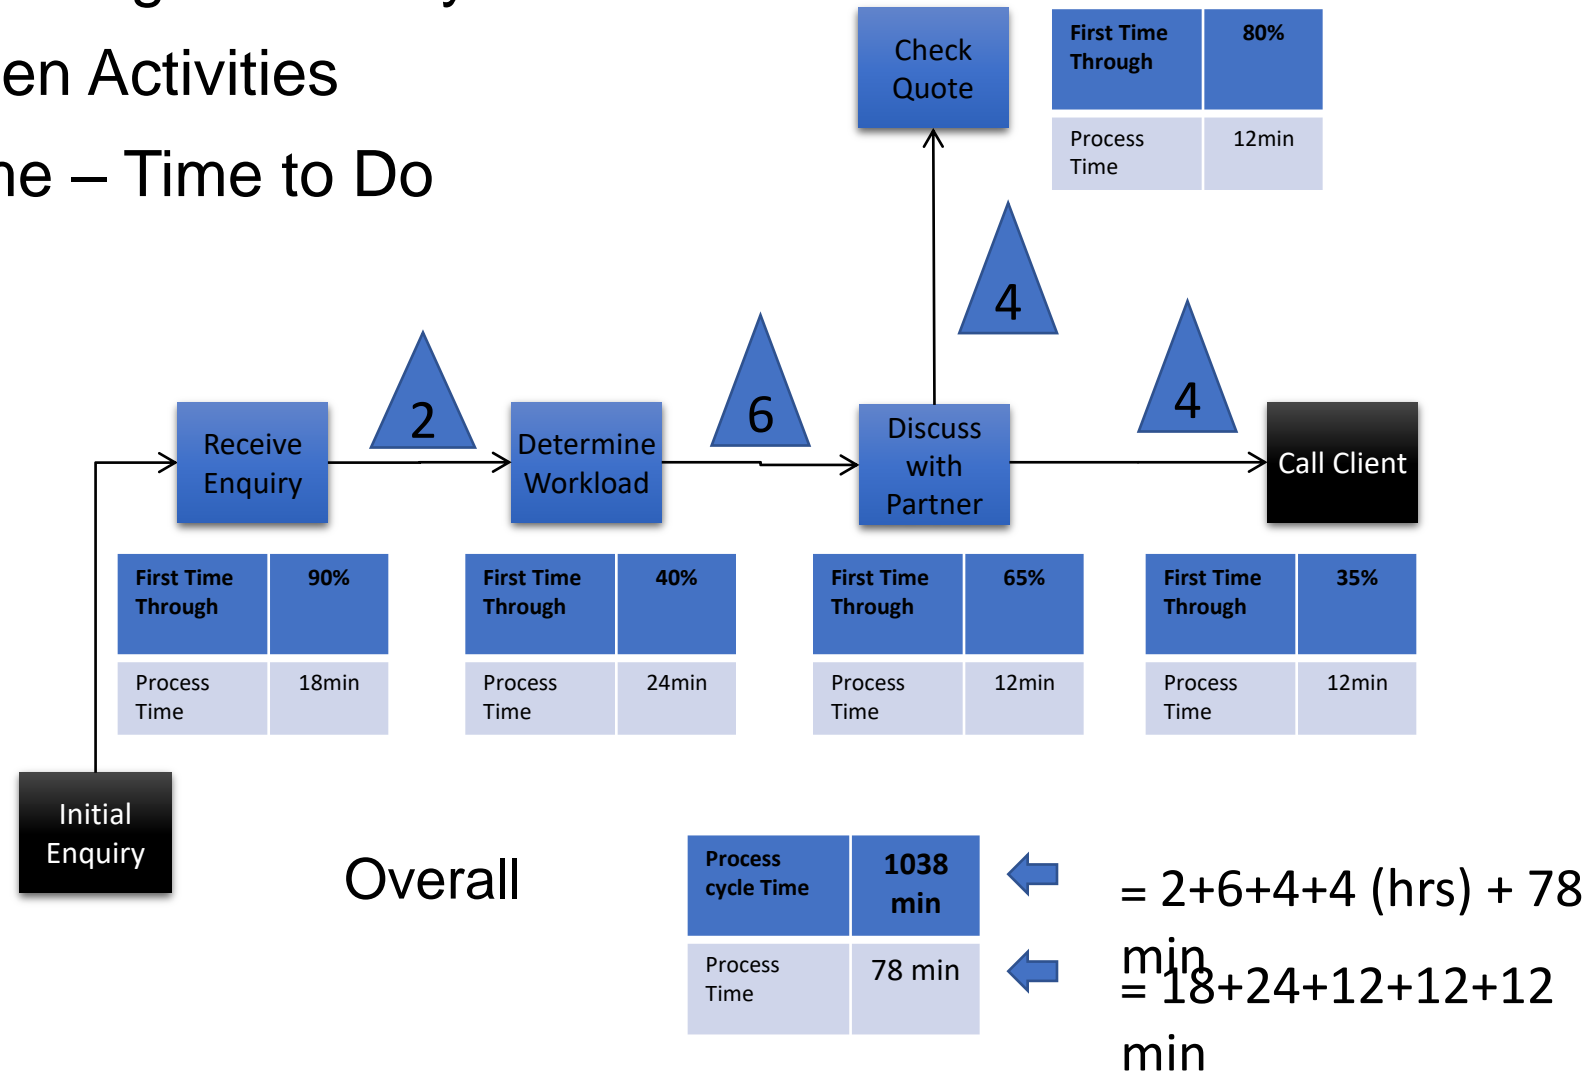 en Activities
– Time to Do
Check
Quote
First Time
Through
80%
Process
Time
12min
4
2
6
4
Receive
Enquiry
Determine
Workload
Discuss
with
Partner
Call Client
First Time
Through
90%
Process
Time
18min
First Time
Through
40%
Process
Time
24min
First Time
Through
65%
Process
Time
12min
First Time
Through
35%
Process
Time
12min
Initial
Enquiry
Overall
Process
cycle Time
1038
min
Process
Time
78 min
= 2+6+4+4 (hrs) + 78
min
= 18+24+12+12+12
min